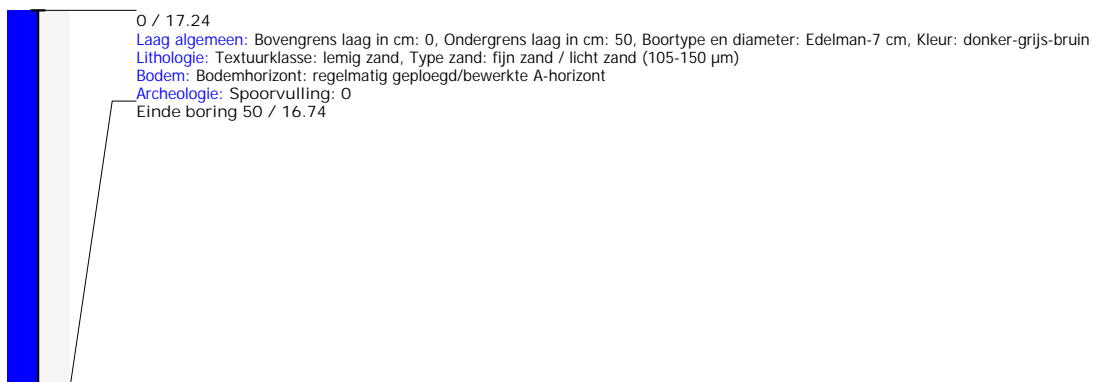 0 / 17.24
Laag algemeen: Bovengrens laag in cm: 0, Ondergrens laag in cm: 50, Boortype en diameter: Edelman-7 cm, Kleur: donker-grijs-bruin
Lithologie: Textuurklasse: lemig zand, Type zand: fijn zand / licht zand (105-150 µm)
Bodem: Bodemhorizont: regelmatig geploegd/bewerkte A-horizont
Archeologie: Spoorvulling: 0
Einde boring 50 / 16.74